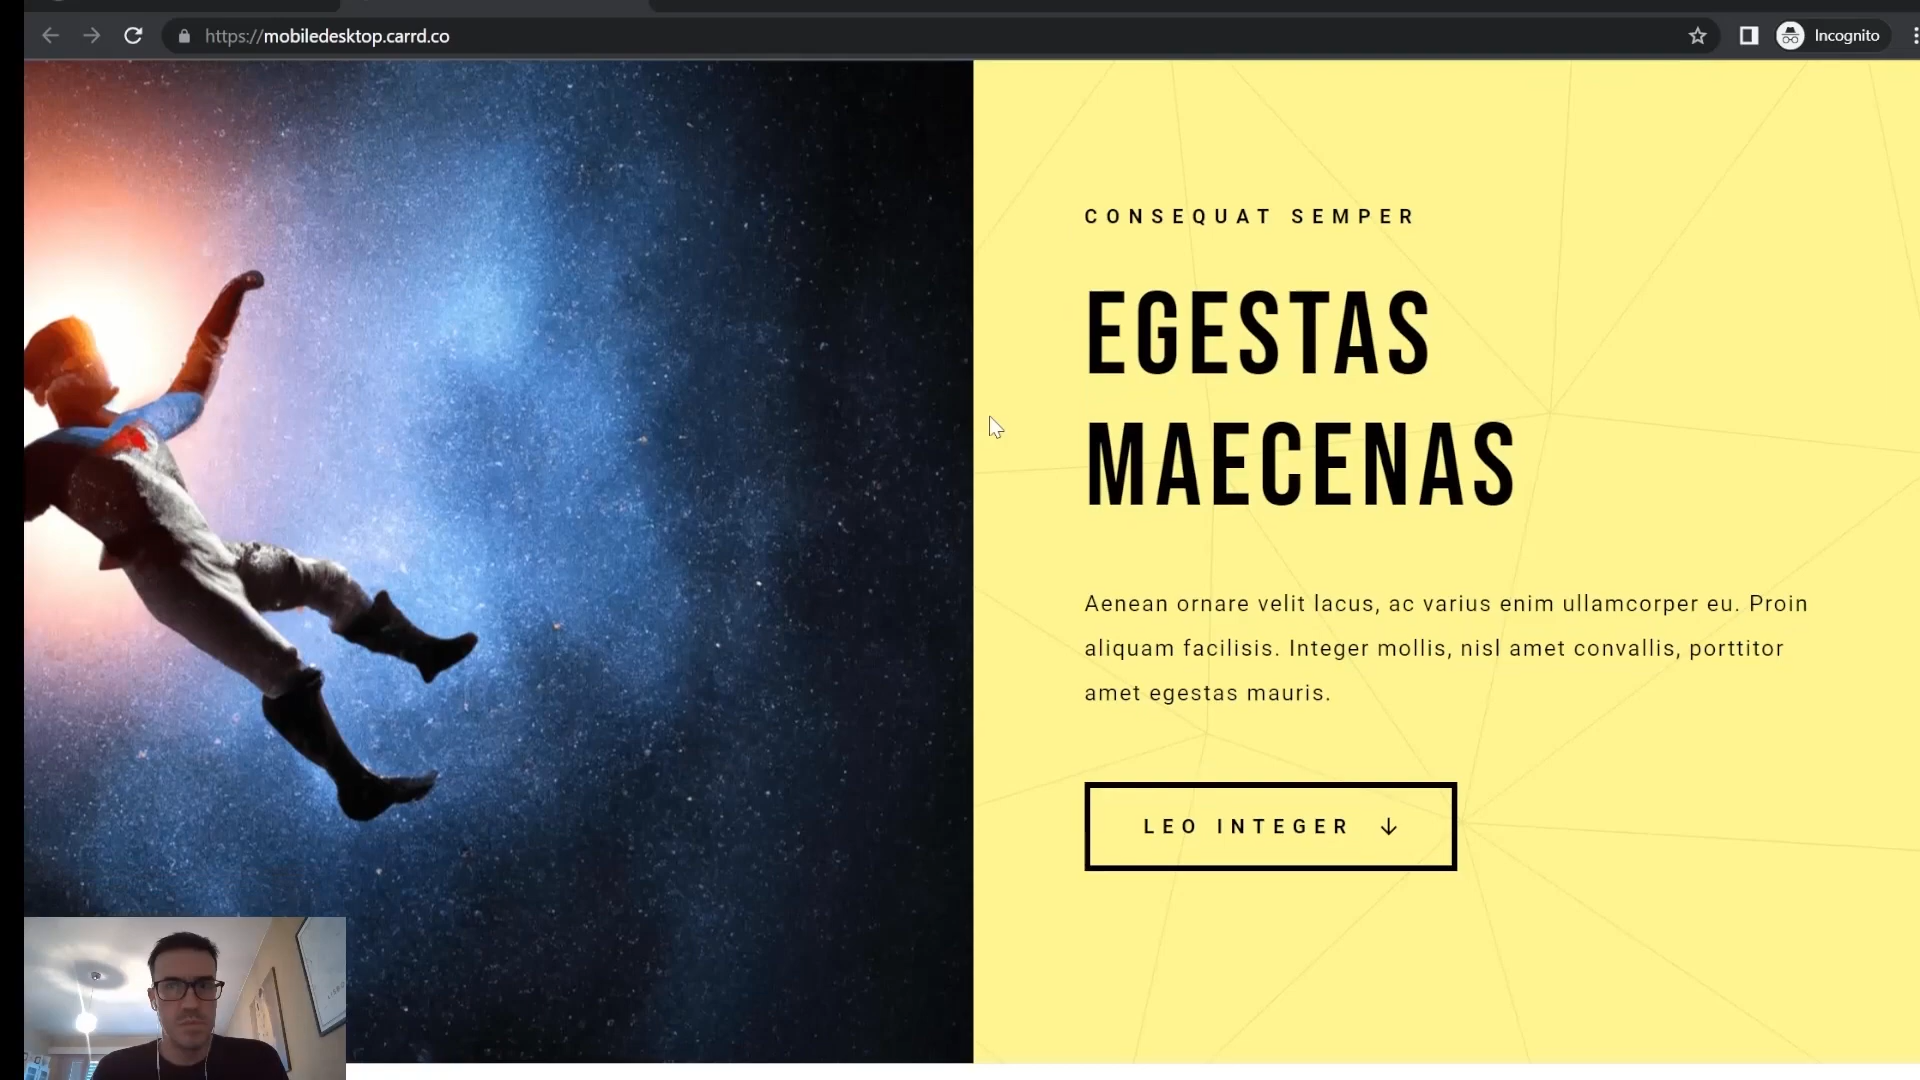 https://mobiledesktop.carrd.co
Incognito
CONSEQUAT SEMPER
EGESTAS
MAECENAS
Aenean ornare velit lacus, ac varius enim ullamcorper eu. Proin
aliquam facilisis. Integer mollis, nisl amet convallis, porttitor
amet egestas mauris.
LEO INTEGER ↓